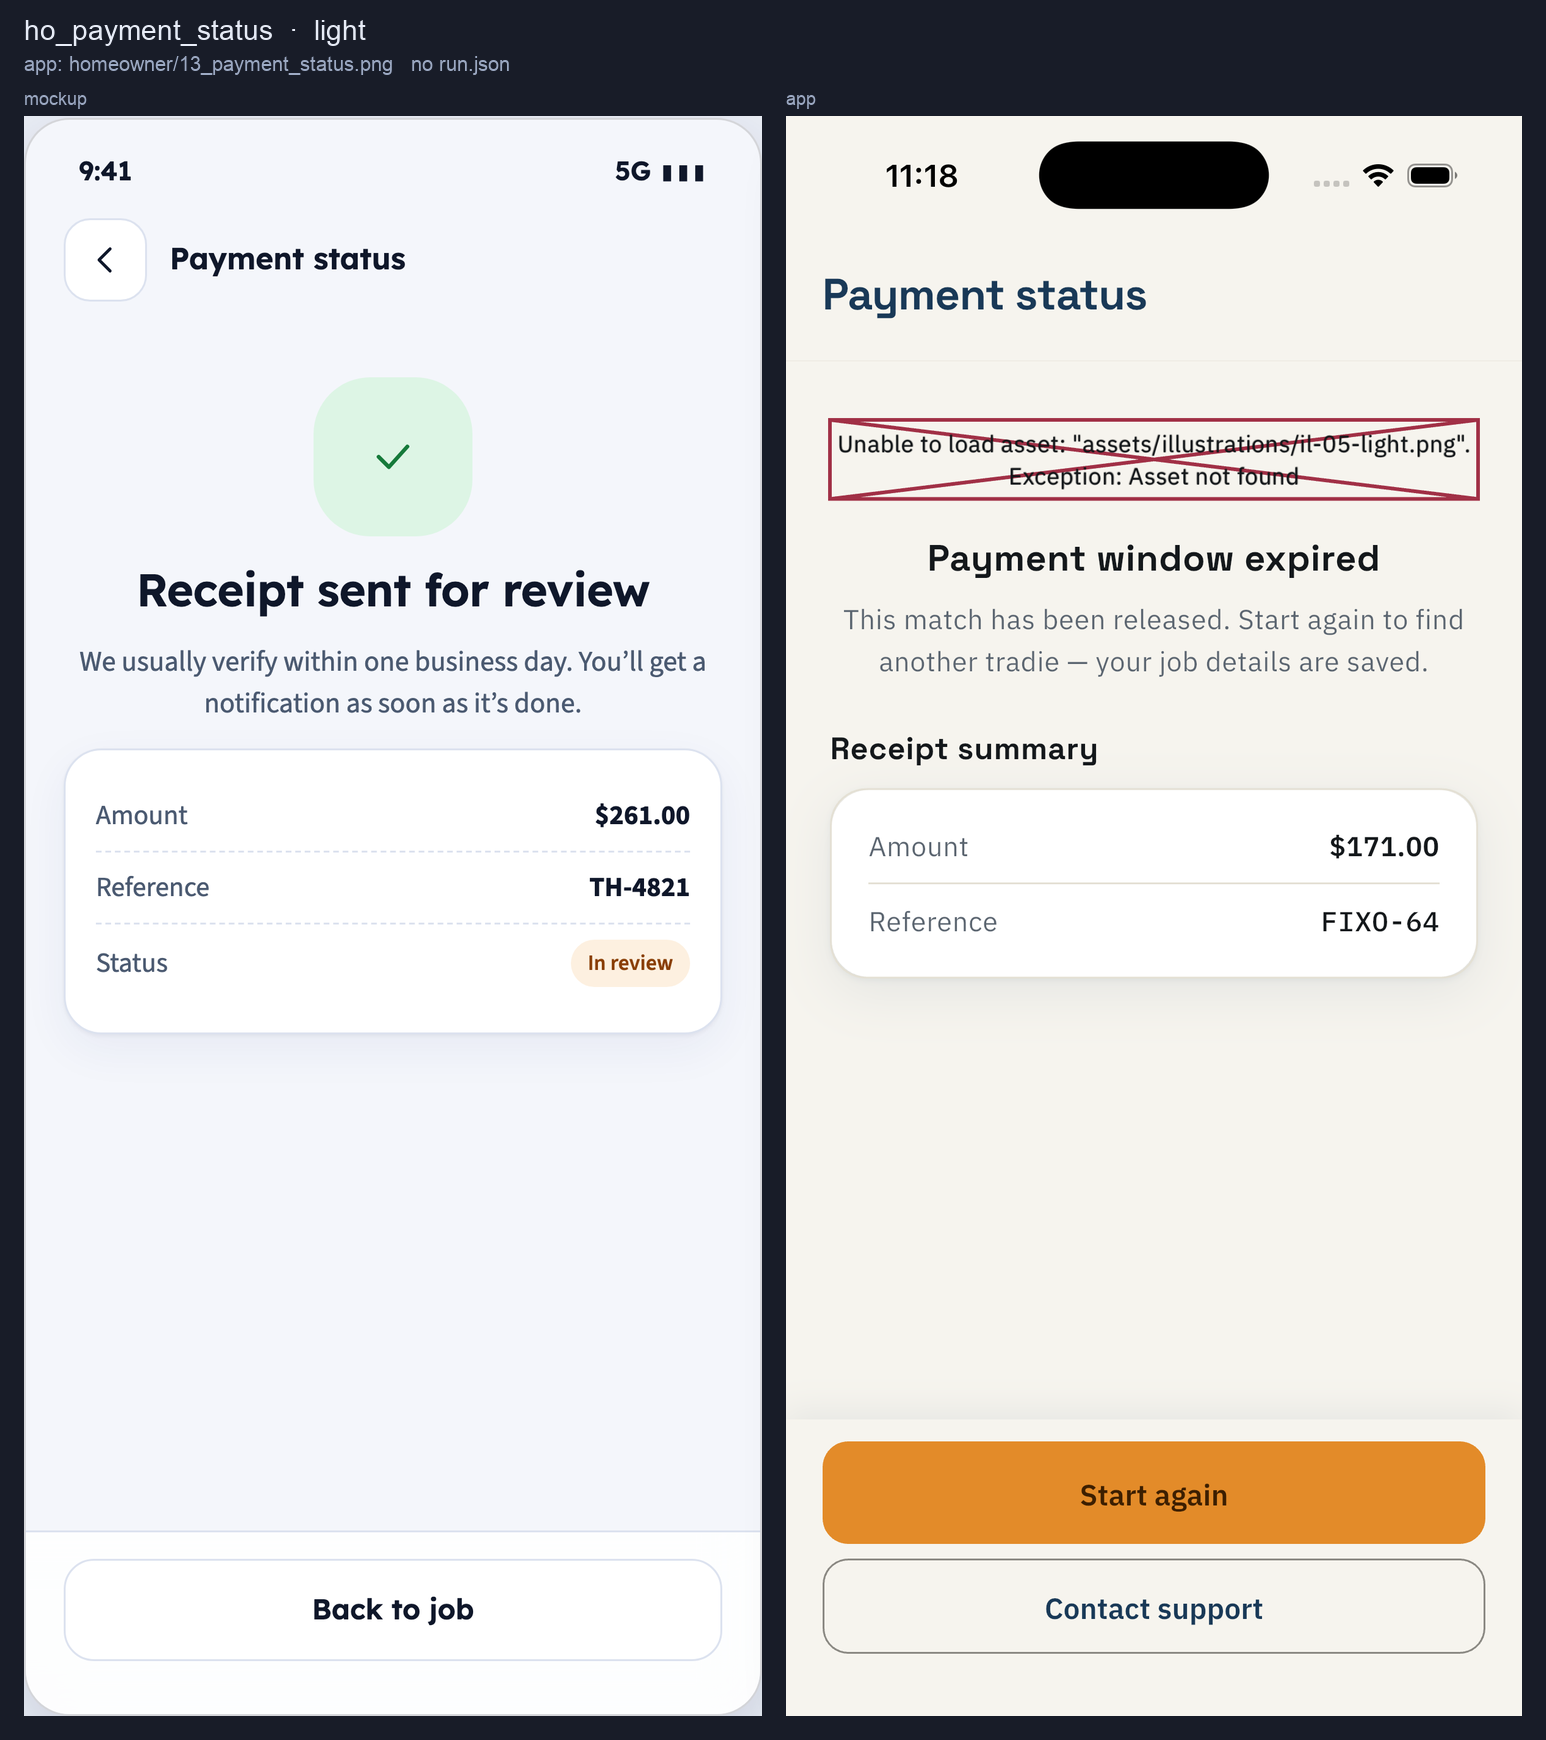 ho_payment_status · light
app: homeowner/13_payment_status.png no run.json
mockup
9:41
5G
Payment status
Receipt sent for review
We usually verify within one business day. You’ll get a
notification as soon as it’s done.
Amount $261.00
Reference TH-4821
Status In review
Back to job
app
11:18
Payment status
Unable to load asset: "assets/illustrations/il-05-light.png".
Exception: Asset not found
Payment window expired
This match has been released. Start again to find
another tradie — your job details are saved.
Receipt summary
Amount $171.00
Reference FIXO-64
Start again
Contact support